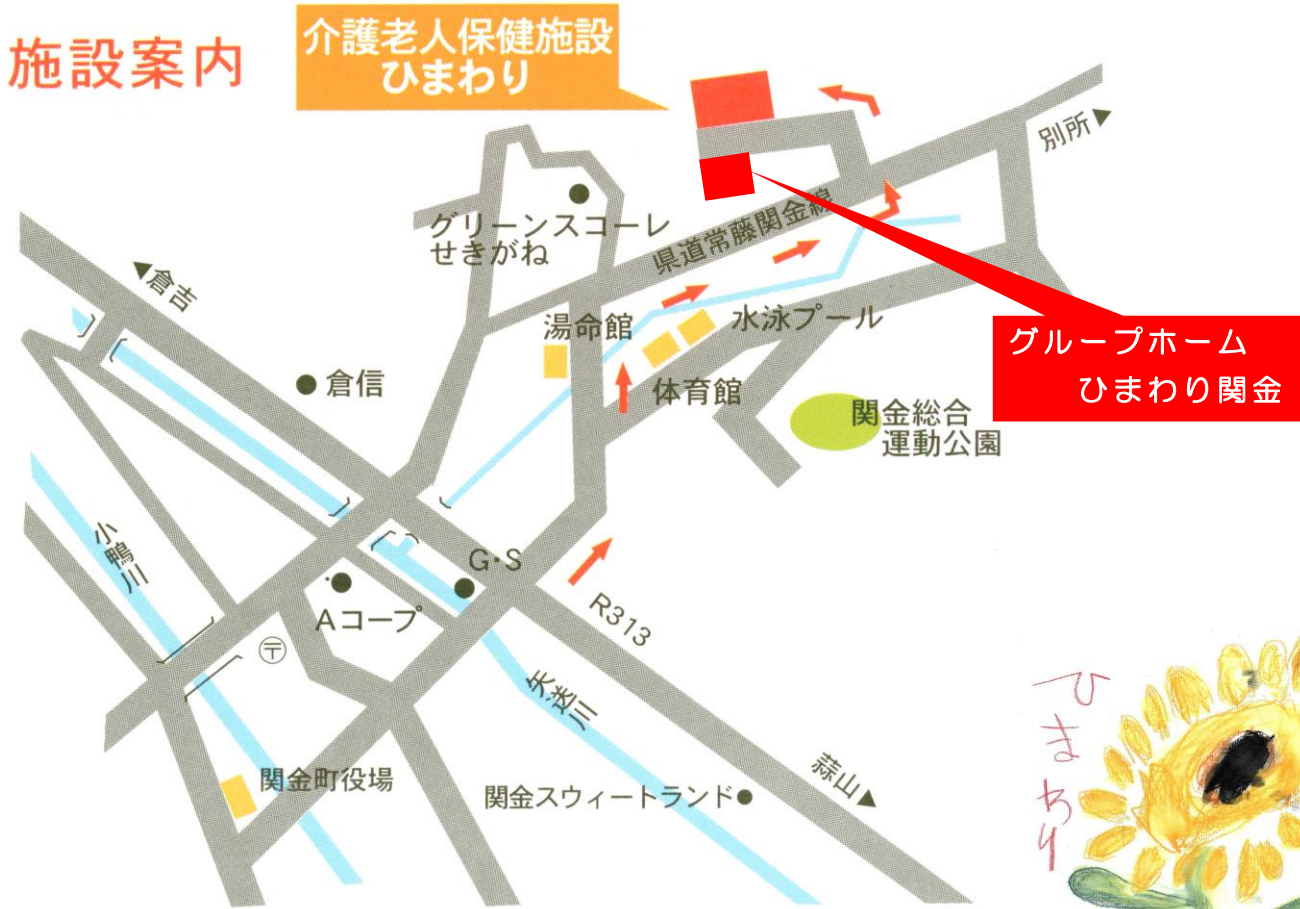 施設案内
介護老人保健施設
ひまわり
別所▶
グリーンスコーレ
せきがね
県道常藤関金線
◀倉吉
湯命館
水泳プール
グループホーム
ひまわり関金
倉信
体育館
関金総合
運動公園
小鴨川
G・S
Aコープ
R313
〒
矢送川
ひまわり
関金町役場
関金スウィートランド
蒜山▶